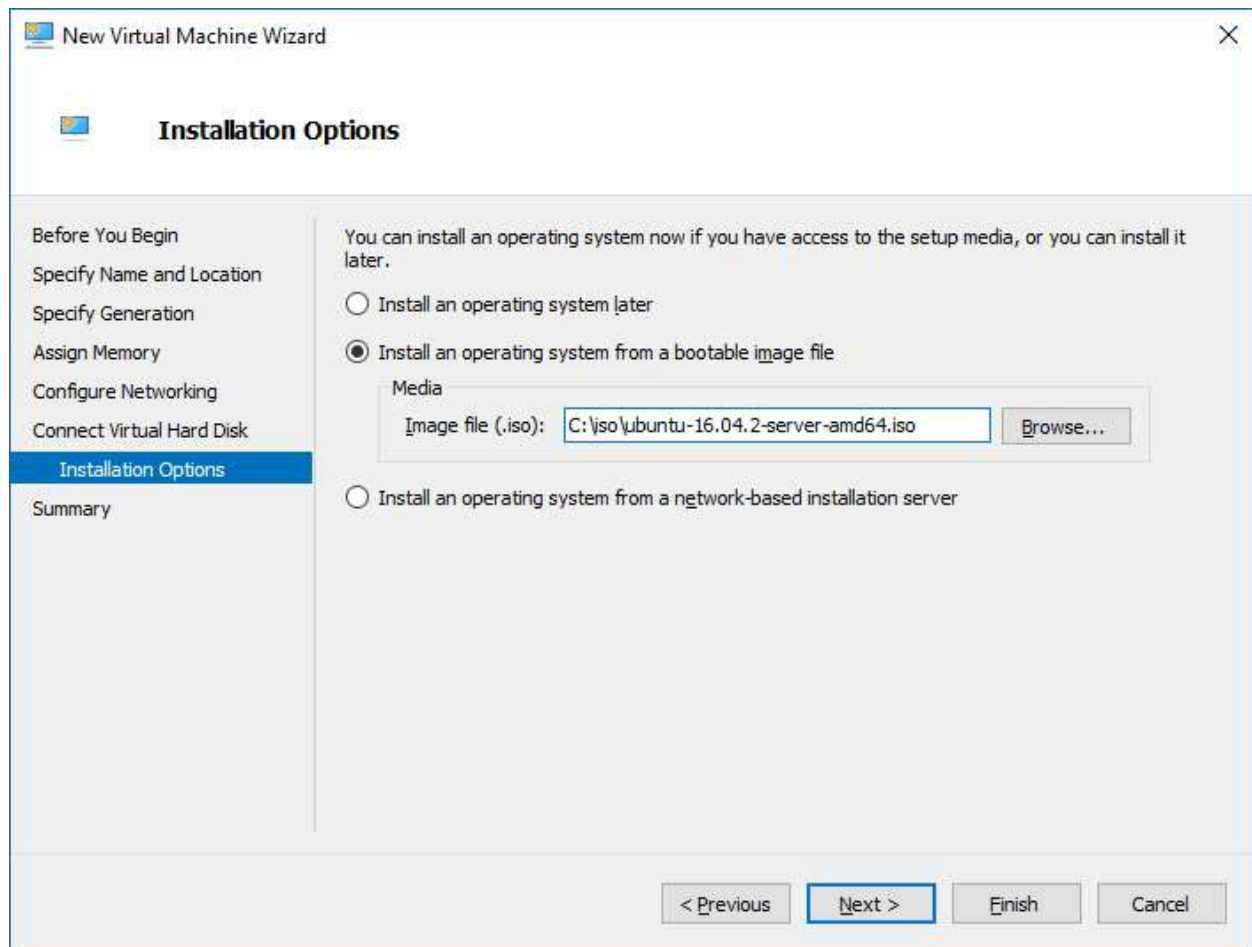 New Virtual Machine Wizard
Installation Options
Before You Begin
Specify Name and Location
Specify Generation
Assign Memory
Configure Networking
Connect Virtual Hard Disk
Installation Options
Summary
You can install an operating system now if you have access to the setup media, or you can install it
later.
Install an operating system later
Install an operating system from a bootable image file
Media
Image file (.iso): C:\iso\ubuntu-16.04.2-server-amd64.iso Browse...
Install an operating system from a network-based installation server
< Previous Next > Finish Cancel